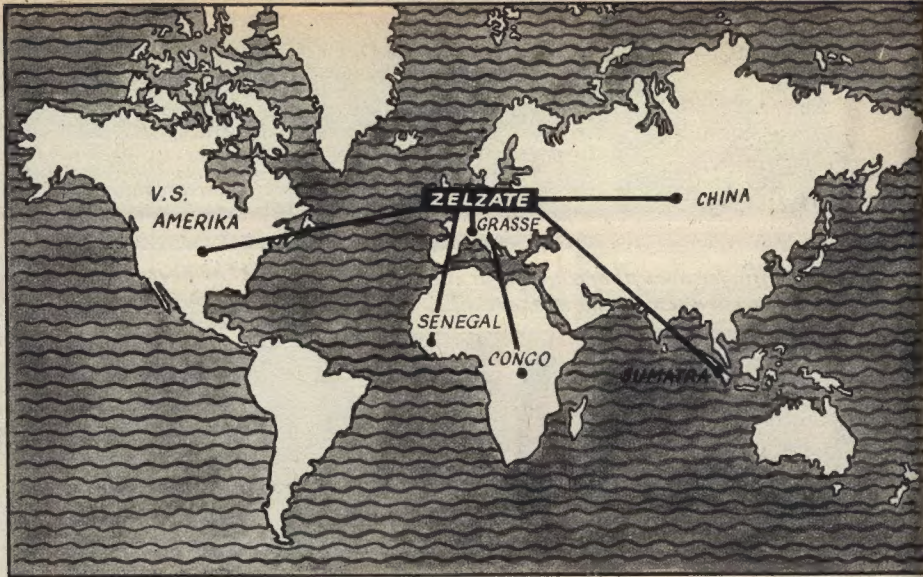 V.S.
AMERIKA
ZELZATE
GRASSE
CHINA
SENEGAL
CONGO
SUMATRA